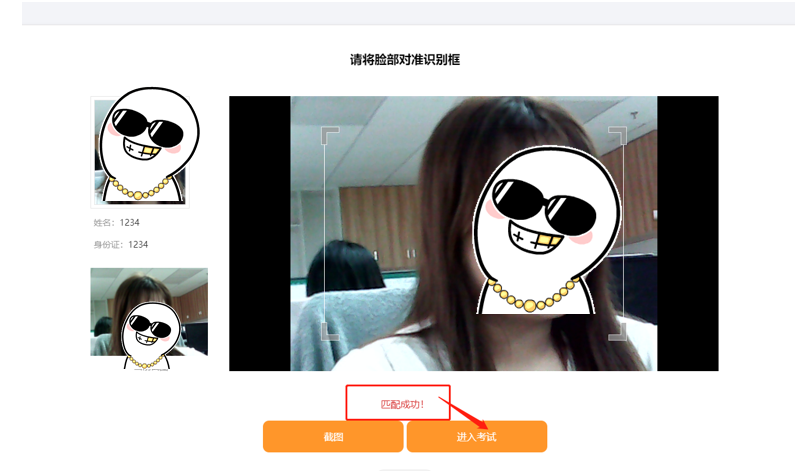 请将脸部对准识别框
姓名：1234
身份证：1234
匹配成功！
截图
进入考试